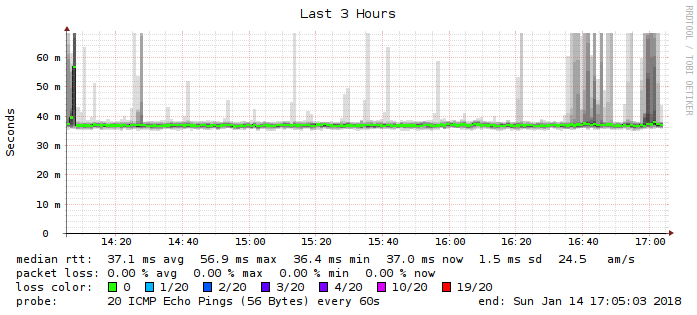 Last 3 Hours
RRDTOOL / TOBI OETIKER
Seconds
60 m
50 m
40 m
30 m
20 m
10 m
0
14:20 14:40 15:00 15:20 15:40 16:00 16:20 16:40 17:00
median rtt: 37.1 ms avg 56.9 ms max 36.4 ms min 37.0 ms now 1.5 ms sd 24.5 am/s
packet loss: 0.00 % avg 0.00 % max 0.00 % min 0.00 % now
loss color: 0 1/20 2/20 3/20 4/20 10/20 19/20
probe: 20 ICMP Echo Pings (56 Bytes) every 60s end: Sun Jan 14 17:05:03 2018